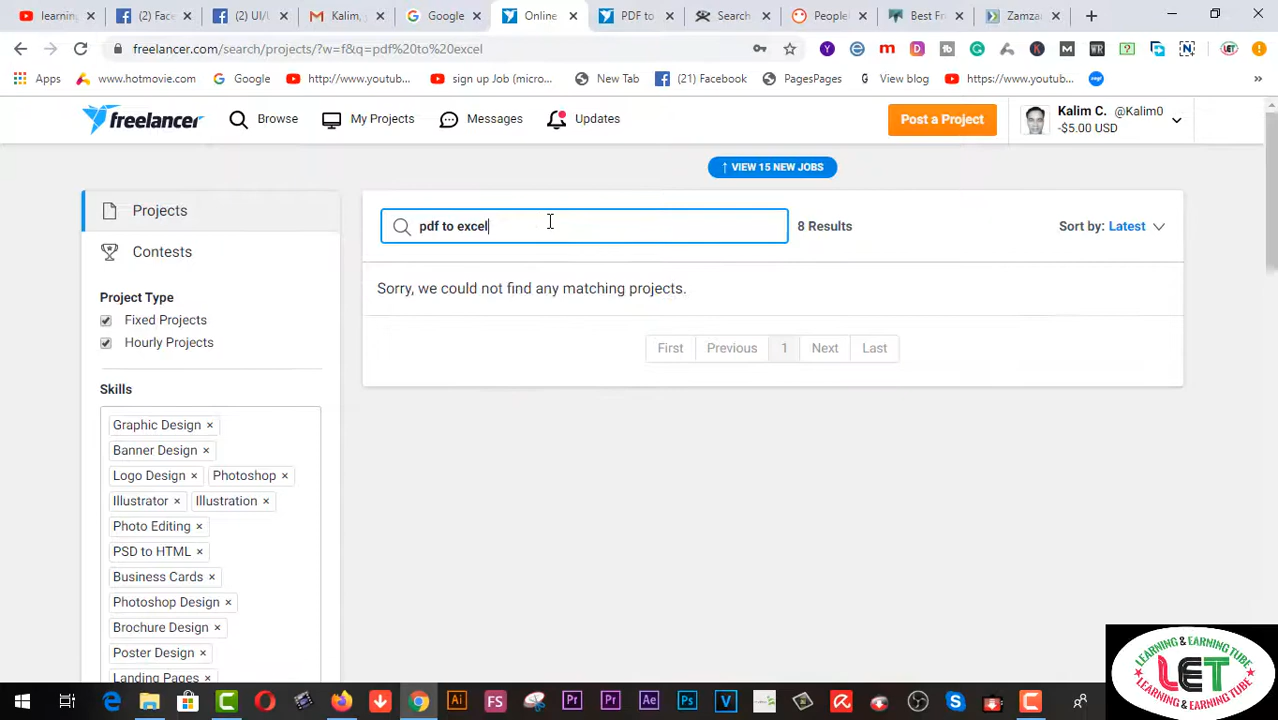 learning
(2) Face
(2) UI/U
Kalim, y
Google
Online
PDF to
Search
People
Best Fr
Zamza
freelancer.com/search/projects/?w=f&q=pdf%20to%20excel
Apps
www.hotmovie.com
Google
http://www.youtub...
sign up Job (micro...
New Tab
(21) Facebook
PagesPages
View blog
https://www.youtub...
»
freelancer
Browse
My Projects
Messages
Updates
Post a Project
Kalim C. @Kalim0
-$5.00 USD
↑ VIEW 15 NEW JOBS
Projects
pdf to excel
8 Results
Sort by: Latest
Contests
Sorry, we could not find any matching projects.
Project Type
Fixed Projects
Hourly Projects
First Previous 1 Next Last
Skills
Graphic Design ×
Banner Design ×
Logo Design × Photoshop ×
Illustrator × Illustration ×
Photo Editing ×
PSD to HTML ×
Business Cards ×
Photoshop Design ×
Brochure Design ×
Poster Design ×
Landing Pages ×
LEARNING & EARNING TUBE
LET
LEARNING & EARNING TUBE